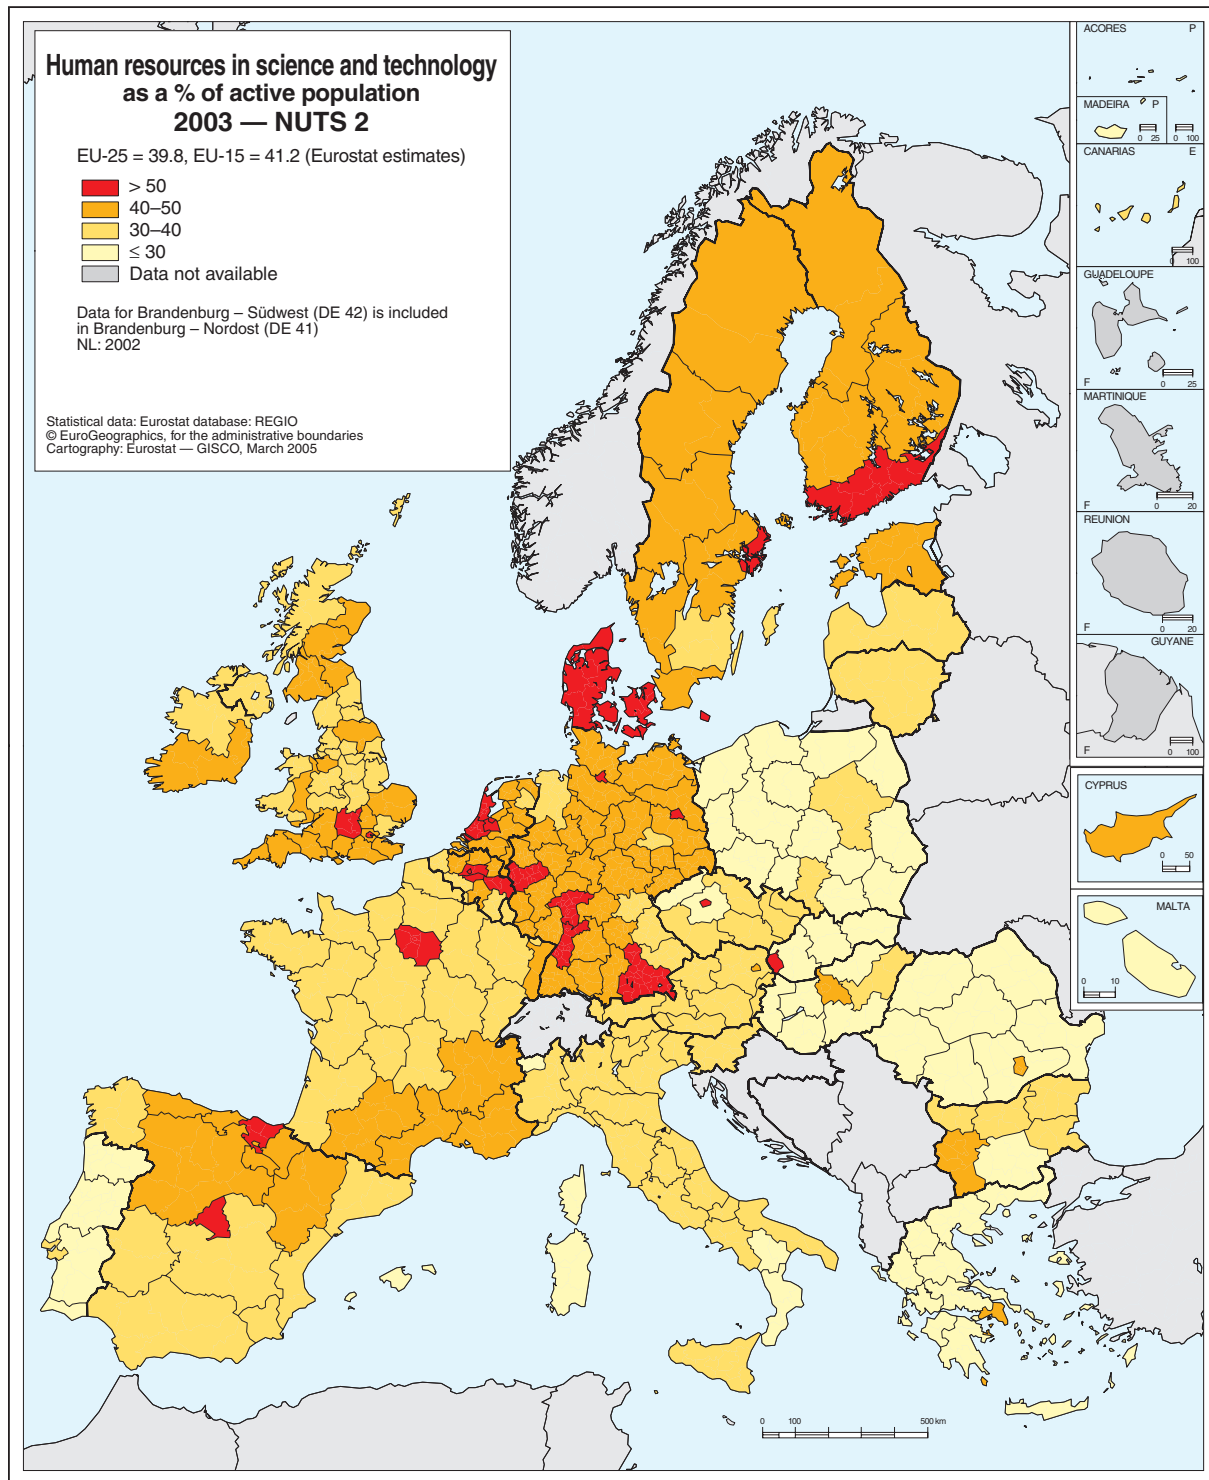 Human resources in science and technology
as a % of active population
2003 — NUTS 2
EU-25 = 39.8, EU-15 = 41.2 (Eurostat estimates)
> 50
40–50
30–40
≤ 30
Data not available
Data for Brandenburg – Südwest (DE 42) is included
in Brandenburg – Nordost (DE 41)
NL: 2002
Statistical data: Eurostat database: REGIO
© EuroGeographics, for the administrative boundaries
Cartography: Eurostat — GISCO, March 2005
ACORES P
MADEIRA P
0 25 0 100
CANARIAS E
0 100
GUADELOUPE
F 0 25
MARTINIQUE
F 0 20
REUNION
F 0 20
GUYANE
F 0 100
CYPRUS
0 50
MALTA
0 10
0 100 500 km